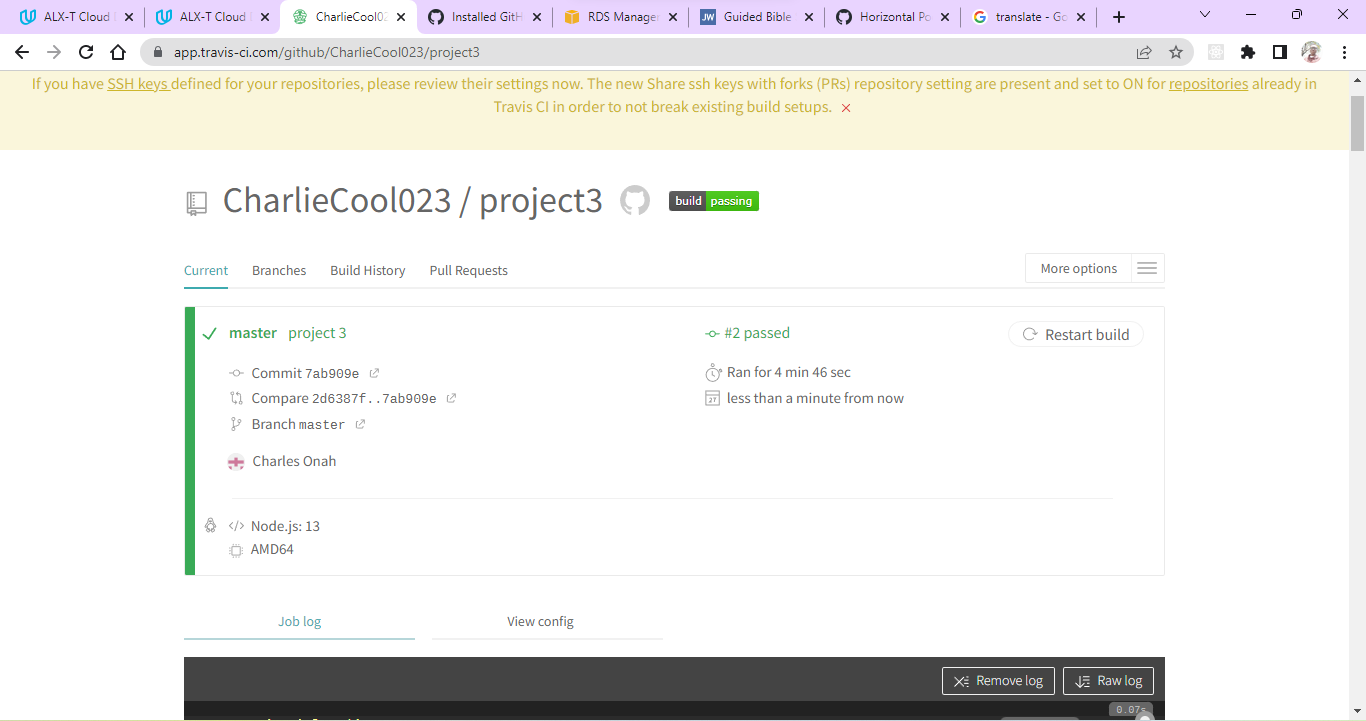 ALX-T Cloud
ALX-T Cloud
CharlieCool02
Installed GitH
RDS Manager
Guided Bible
Horizontal Po
translate - Go
app.travis-ci.com/github/CharlieCool023/project3
If you have SSH keys defined for your repositories, please review their settings now. The new Share ssh keys with forks (PRs) repository setting are present and set to ON for repositories already in
Travis CI in order to not break existing build setups.
CharlieCool023 / project3
build passing
Current Branches Build History Pull Requests
More options
master project 3
#2 passed
Restart build
Commit 7ab909e
Ran for 4 min 46 sec
Compare 2d6387f..7ab909e
less than a minute from now
Branch master
Charles Onah
Node.js: 13
AMD64
Job log
View config
Remove log
Raw log
0.07s